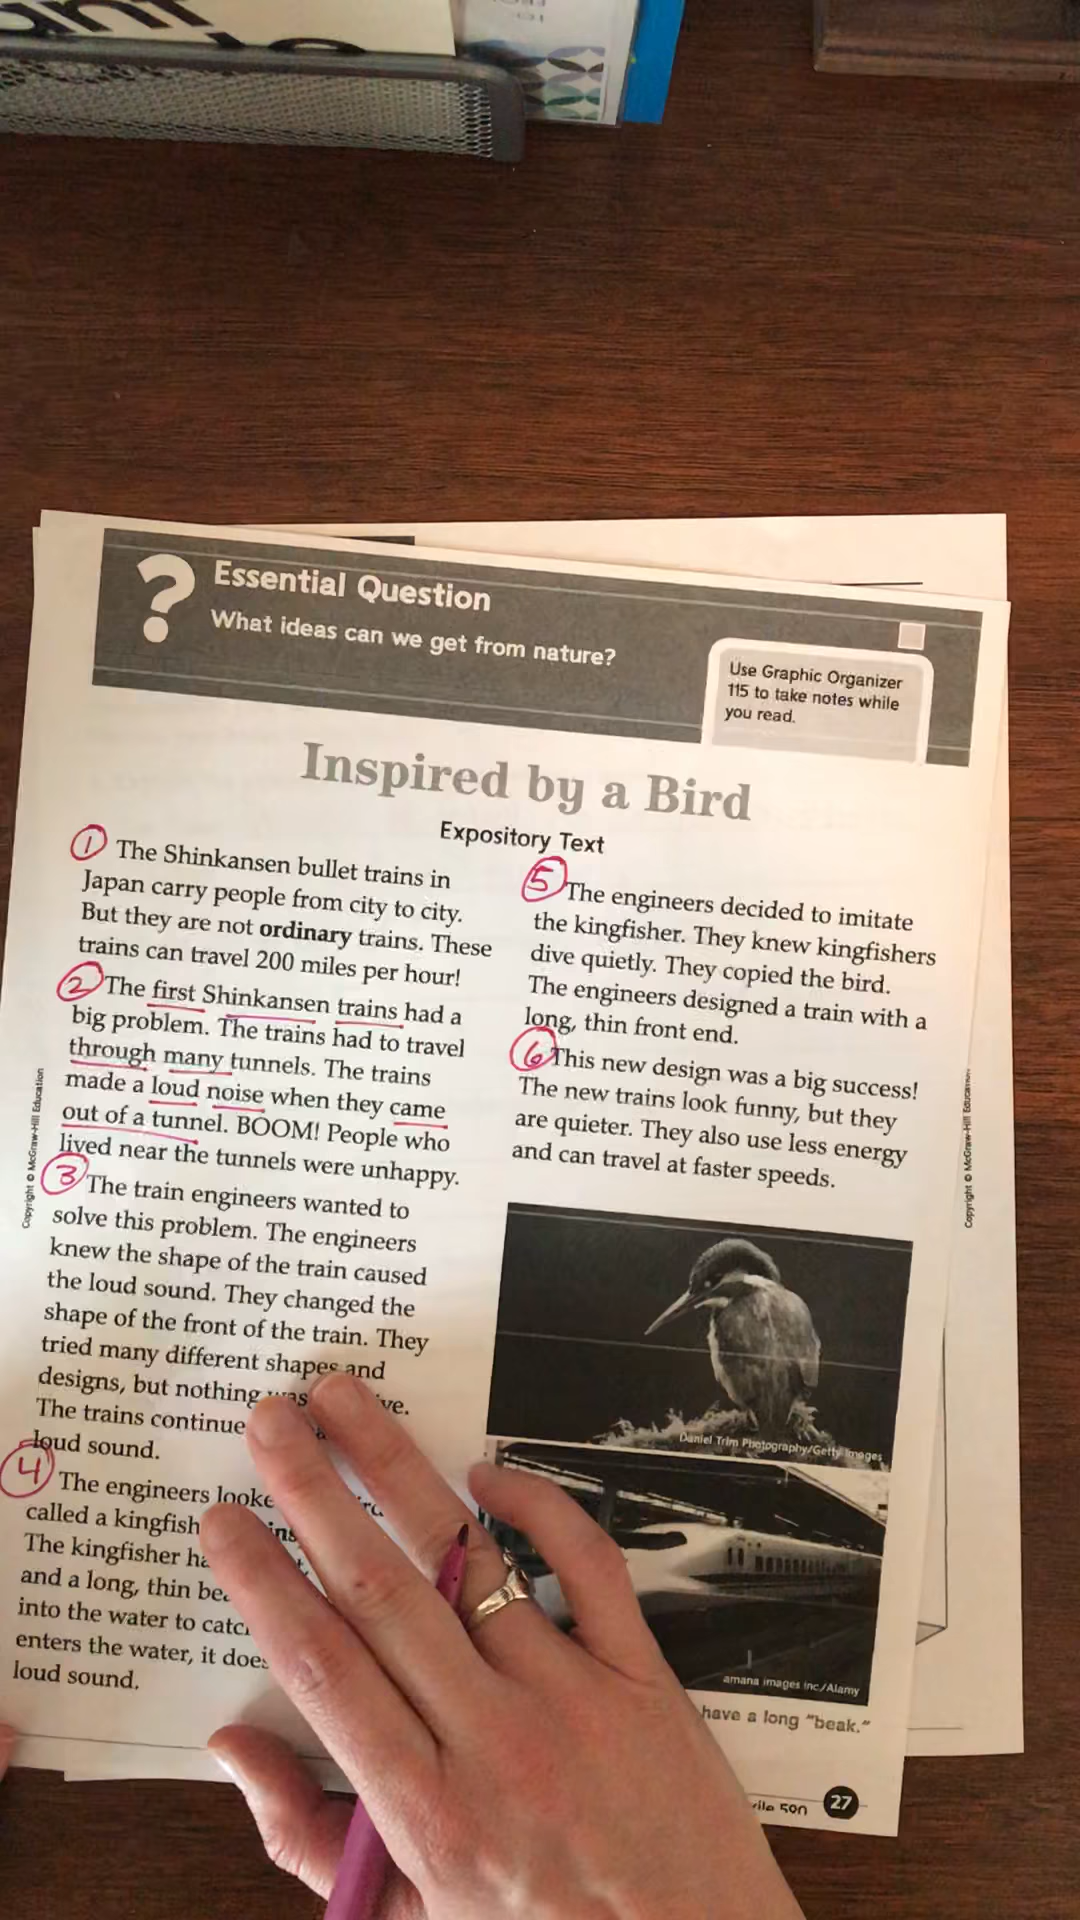 Essential Question
What ideas can we get from nature?
Use Graphic Organizer
115 to take notes while
you read.
Inspired by a Bird
Expository Text
1 The Shinkansen bullet trains in
Japan carry people from city to city.
But they are not ordinary trains. These
trains can travel 200 miles per hour!
2 The first Shinkansen trains had a
big problem. The trains had to travel
through many tunnels. The trains
made a loud noise when they came
out of a tunnel. BOOM! People who
lived near the tunnels were unhappy.
3 The train engineers wanted to
solve this problem. The engineers
knew the shape of the train caused
the loud sound. They changed the
shape of the front of the train. They
tried many different shapes and
designs, but nothing was
The trains continue
loud sound.
4 The engineers looke
called a kingfish
The kingfisher ha
and a long, thin be
into the water to catc
enters the water, it does
loud sound.
5 The engineers decided to imitate
the kingfisher. They knew kingfishers
dive quietly. They copied the bird.
The engineers designed a train with a
long, thin front end.
6 This new design was a big success!
The new trains look funny, but they
are quieter. They also use less energy
and can travel at faster speeds.
Daniel Trim Photography/Getty Images
amana images inc./Alamy
have a long "beak."
27
Copyright © McGraw-Hill Education
Copyright © McGraw-Hill Education